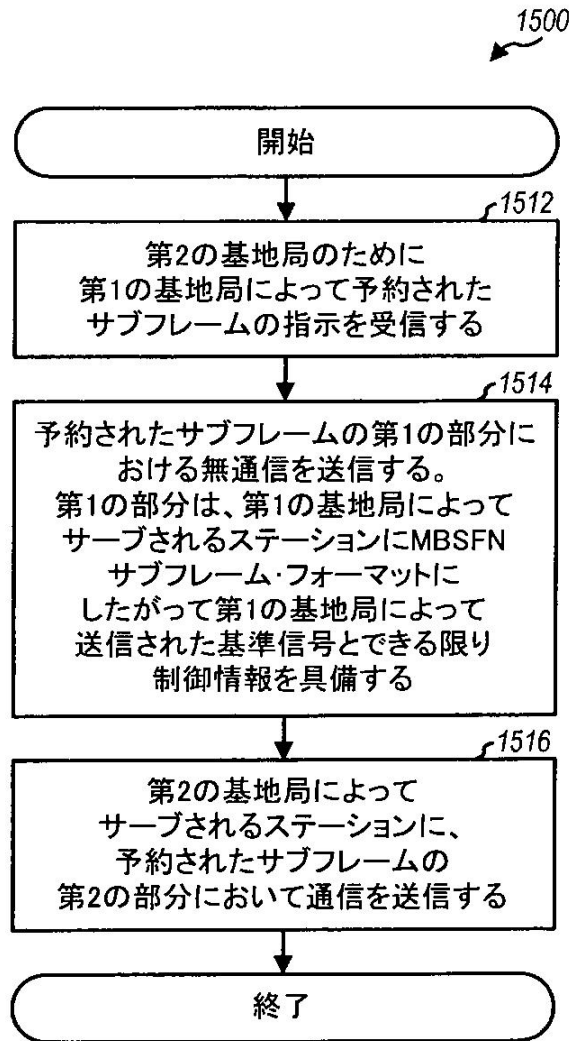 1500
開始
1512
第2の基地局のために
第1の基地局によって予約された
サブフレームの指示を受信する
1514
予約されたサブフレームの第1の部分に
おける無通信を送信する。
第1の部分は、第1の基地局によって
サーブされるステーションにMBSFN
サブフレーム・フォーマットに
したがって第1の基地局によって
送信された基準信号とできる限り
制御情報を具備する
1516
第2の基地局によって
サーブされるステーションに、
予約されたサブフレームの
第2の部分において通信を送信する
終了